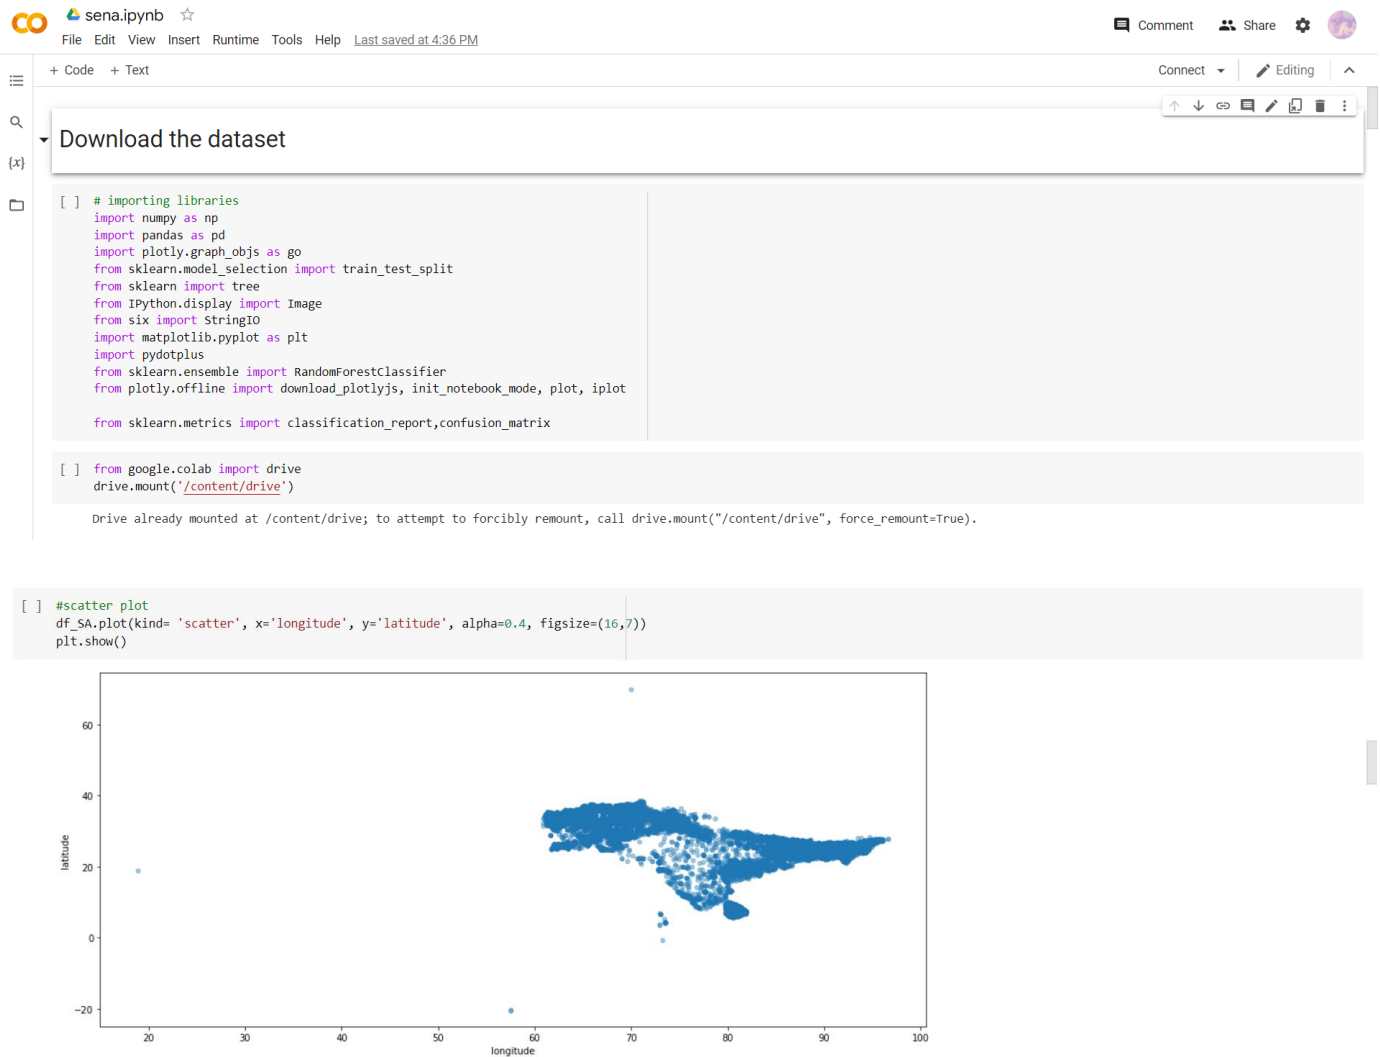 sena.ipynb
File Edit View Insert Runtime Tools Help Last saved at 4:36 PM
Comment Share
+ Code + Text
Connect Editing
Download the dataset
[ ] # importing libraries
import numpy as np
import pandas as pd
import plotly.graph_objs as go
from sklearn.model_selection import train_test_split
from sklearn import tree
from IPython.display import Image
from six import StringIO
import matplotlib.pyplot as plt
import pydotplus
from sklearn.ensemble import RandomForestClassifier
from plotly.offline import download_plotlyjs, init_notebook_mode, plot, iplot
from sklearn.metrics import classification_report,confusion_matrix
[ ] from google.colab import drive
drive.mount('/content/drive')
Drive already mounted at /content/drive; to attempt to forcibly remount, call drive.mount("/content/drive", force_remount=True).
[ ] #scatter plot
df_SA.plot(kind= 'scatter', x='longitude', y='latitude', alpha=0.4, figsize=(16,7))
plt.show()
60
40
latitude
20
0
−20
20 30 40 50 60 70 80 90 100
longitude